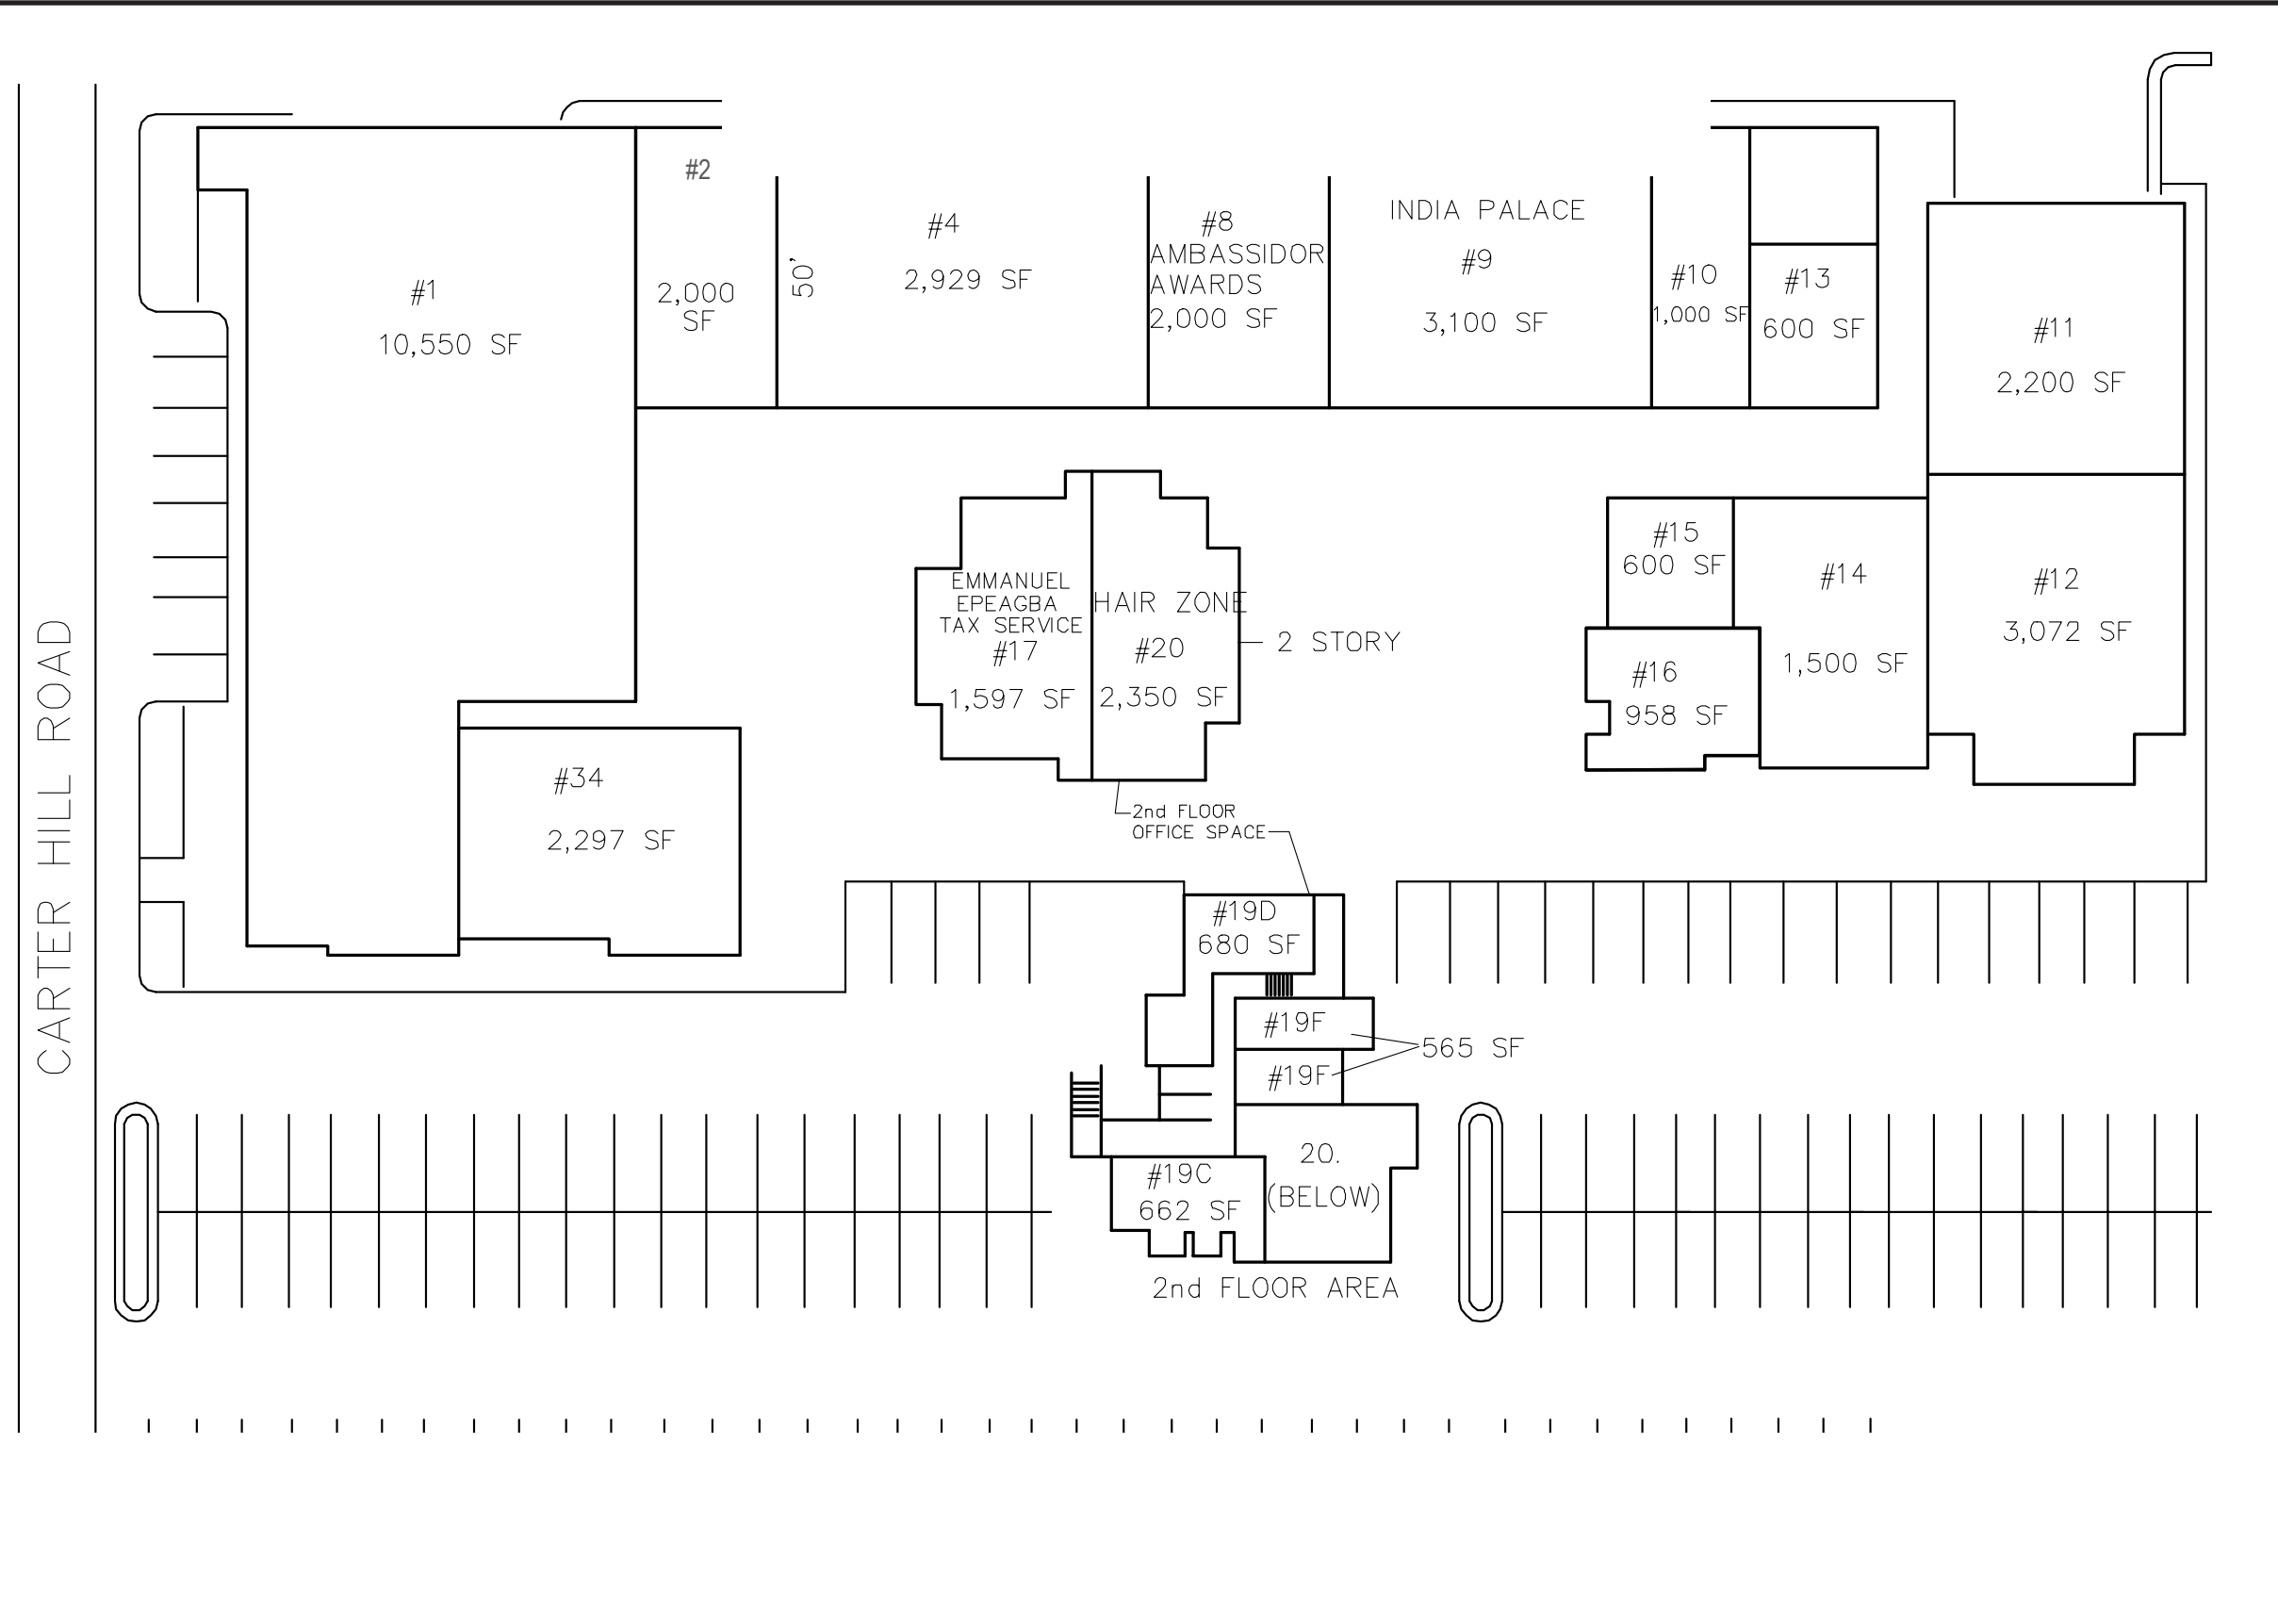 CARTER HILL ROAD
#1
10,550 SF
#2
2,000
SF
50'
#4
2,929 SF
#8
AMBASSIDOR
AWARDS
2,000 SF
INDIA PALACE
#9
3,100 SF
#10
1,000 SF
#13
600 SF
#11
2,200 SF
#12
3,072 SF
#15
600 SF
#14
1,500 SF
#16
958 SF
EMMANUEL
EPEAGBA
TAX SERVICE
#17
1,597 SF
HAIR ZONE
#20
2,350 SF
2 STORY
#34
2,297 SF
2nd FLOOR
OFFICE SPACE
#19D
680 SF
#19F
565 SF
#19F
20.
(BELOW)
#19C
662 SF
2nd FLOOR AREA